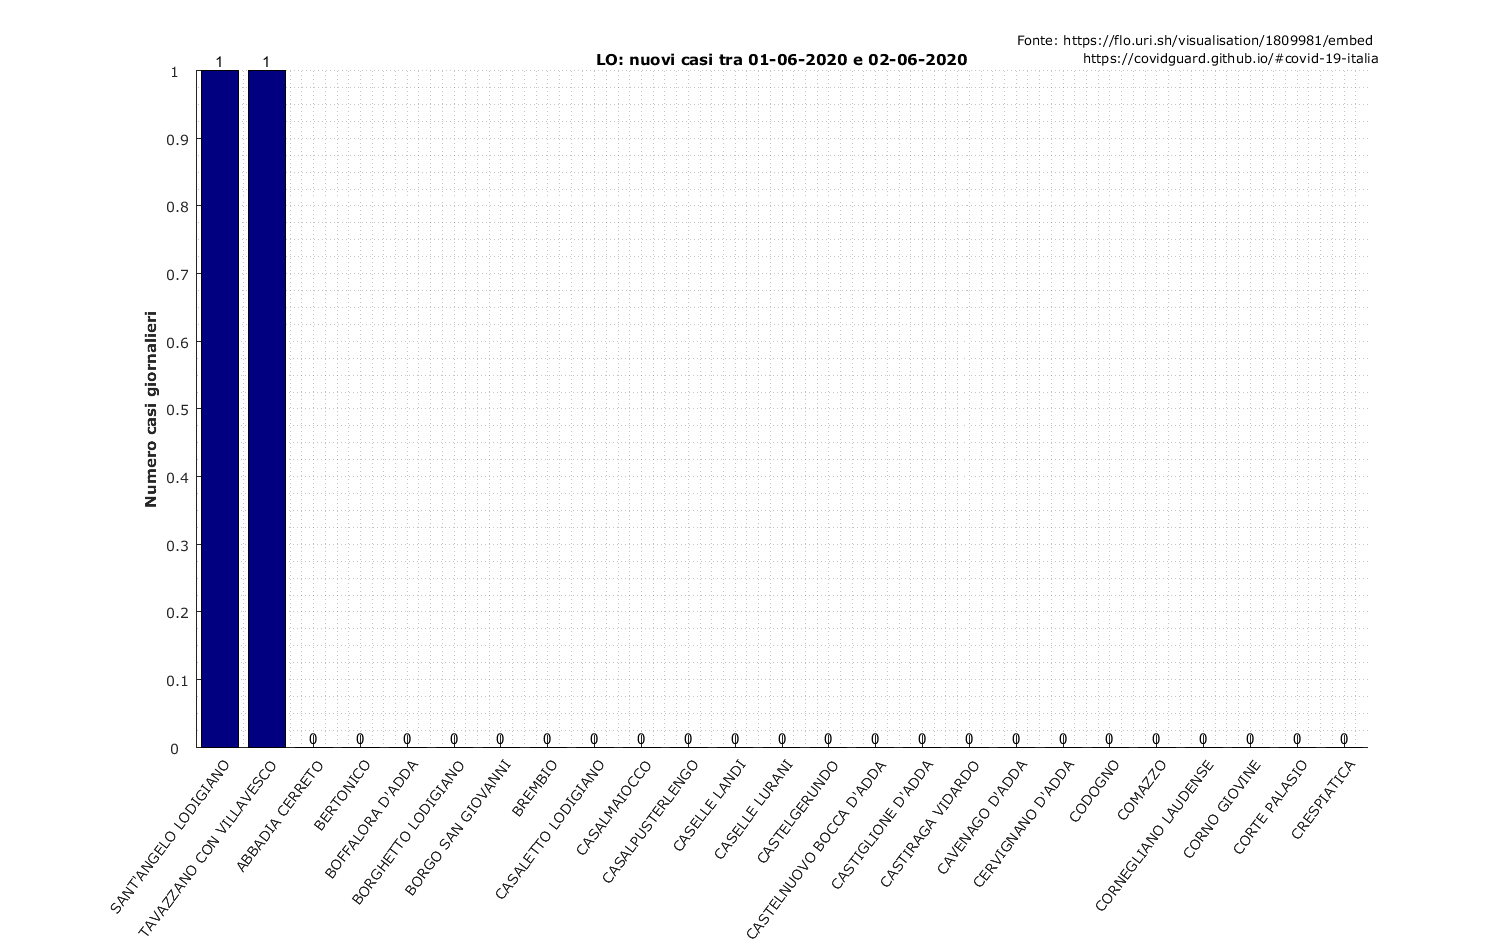 Fonte: https://flo.uri.sh/visualisation/1809981/embed
https://covidguard.github.io/#covid-19-italia
LO: nuovi casi tra 01-06-2020 e 02-06-2020
Numero casi giornalieri
1
0.9
0.8
0.7
0.6
0.5
0.4
0.3
0.2
0.1
0
1 1 0 0 0 0 0 0 0 0 0 0 0 0 0 0 0 0 0 0 0 0 0 0 0
SANT'ANGELO LODIGIANO
TAVAZZANO CON VILLAVESCO
ABBADIA CERRETO
BERTONICO
BOFFALORA D'ADDA
BORGHETTO LODIGIANO
BORGO SAN GIOVANNI
BREMBIO
CASALETTO LODIGIANO
CASALMAIOCCO
CASALPUSTERLENGO
CASELLE LANDI
CASELLE LURANI
CASTELGERUNDO
CASTELNUOVO BOCCA D'ADDA
CASTIGLIONE D'ADDA
CASTIRAGA VIDARDO
CAVENAGO D'ADDA
CERVIGNANO D'ADDA
CODOGNO
COMAZZO
CORNEGLIANO LAUDENSE
CORNO GIOVINE
CORTE PALASIO
CRESPIATICA